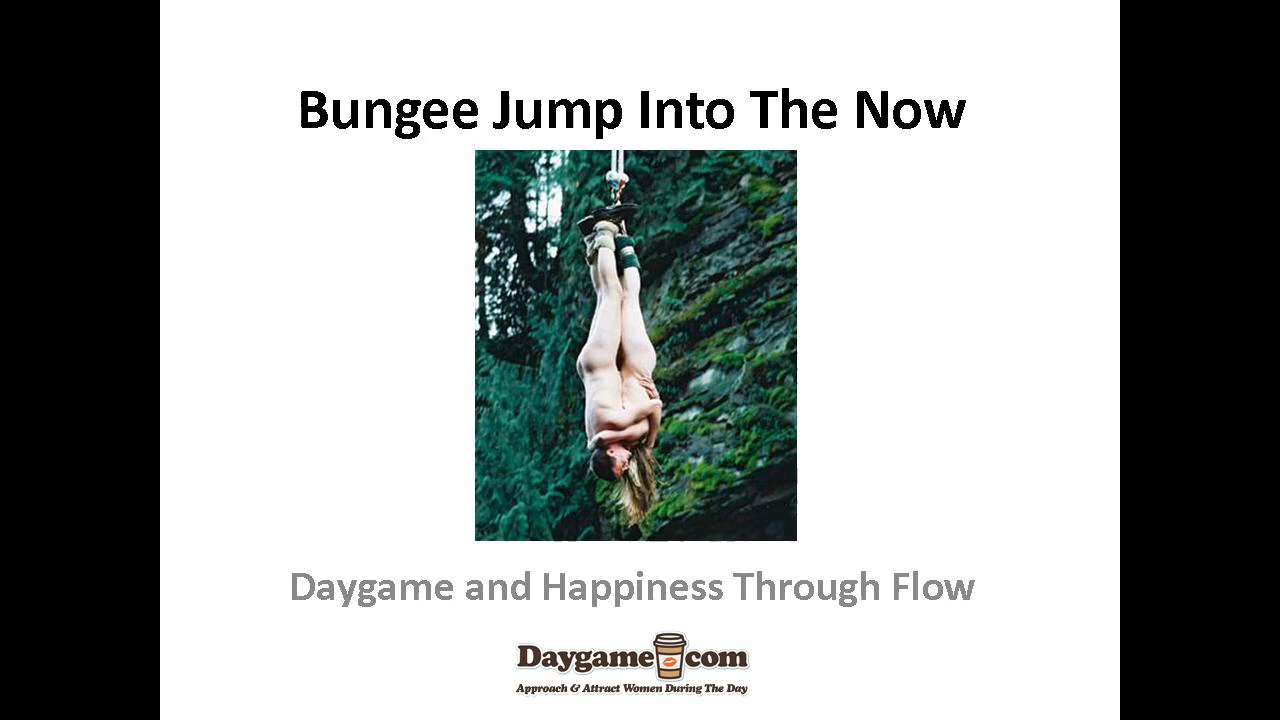 Bungee Jump Into The Now
Daygame and Happiness Through Flow
Daygame com
Approach & Attract Women During The Day